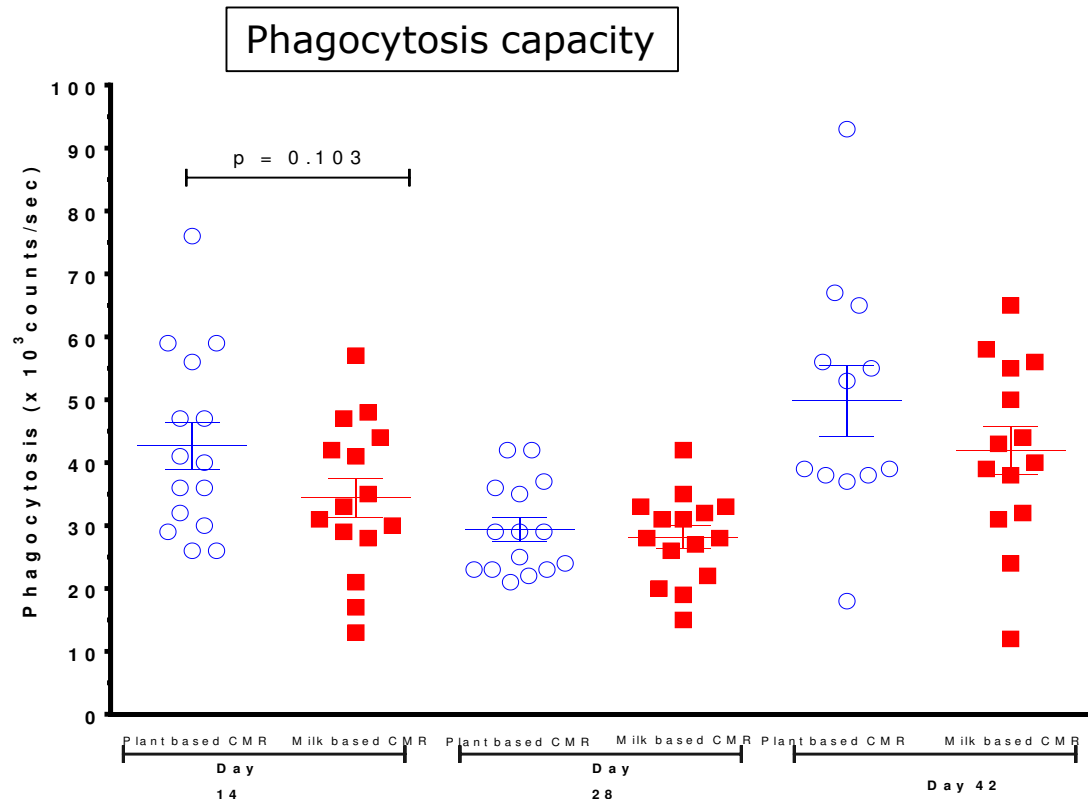 Phagocytosis capacity
Phagocytosis (x 10³counts/sec)
100
90
80
70
60
50
40
30
20
10
0
p = 0.103
Plant based CMR
Milk based CMR
Plant based CMR
Milk based CMR
Plant based CMR
Milk based CMR
Day
14
Day
28
Day 42